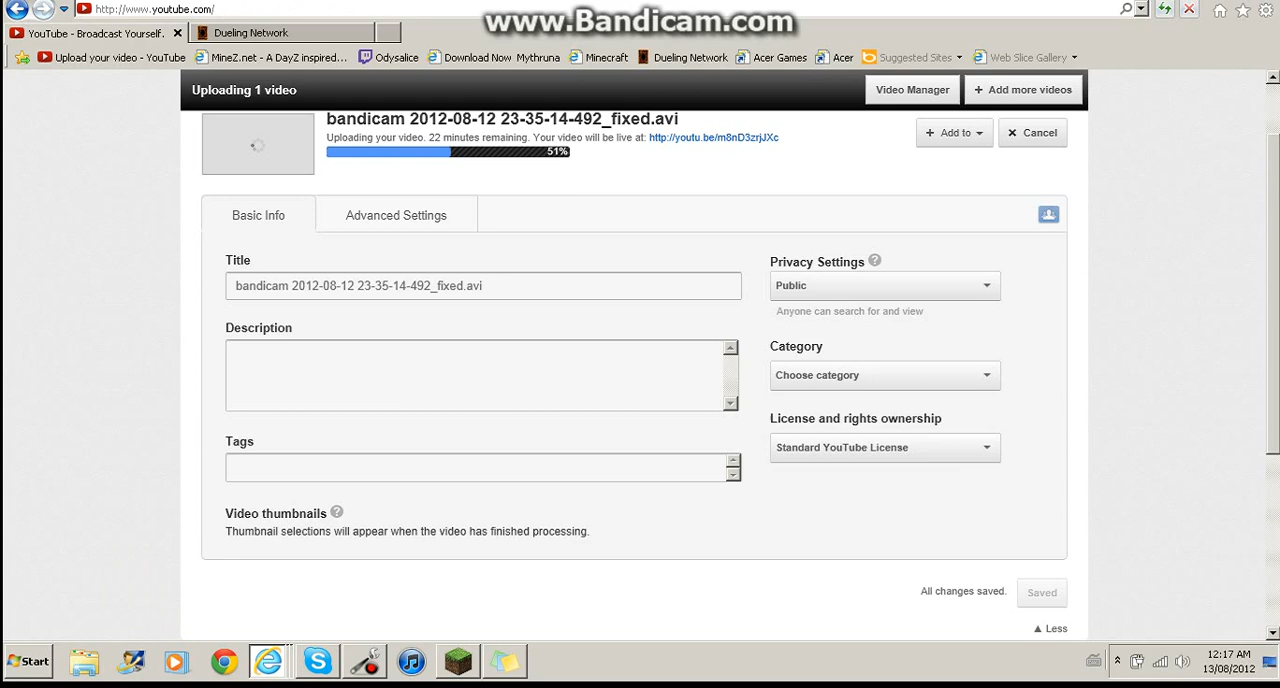 www.Bandicam.com
http://www.youtube.com/
YouTube - Broadcast Yourself.
Dueling Network
Upload your video - YouTube
MineZ.net - A DayZ inspired...
Odysalice
Download Now Mythruna
Minecraft
Dueling Network
Acer Games
Acer
Suggested Sites
Web Slice Gallery
Uploading 1 video
Video Manager
+ Add more videos
bandicam 2012-08-12 23-35-14-492_fixed.avi
Uploading your video. 22 minutes remaining. Your video will be live at: http://youtu.be/m8nD3zrjJXc
51%
+ Add to
× Cancel
Basic Info
Advanced Settings
Title
bandicam 2012-08-12 23-35-14-492_fixed.avi
Description
Tags
Video thumbnails ?
Thumbnail selections will appear when the video has finished processing.
Privacy Settings ?
Public
Anyone can search for and view
Category
Choose category
License and rights ownership
Standard YouTube License
All changes saved.
Saved
Less
Start
12:17 AM
13/08/2012